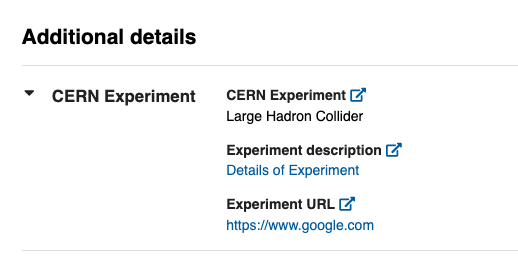 Additional details
CERN Experiment
CERN Experiment
Large Hadron Collider
Experiment description
Details of Experiment
Experiment URL
https://www.google.com